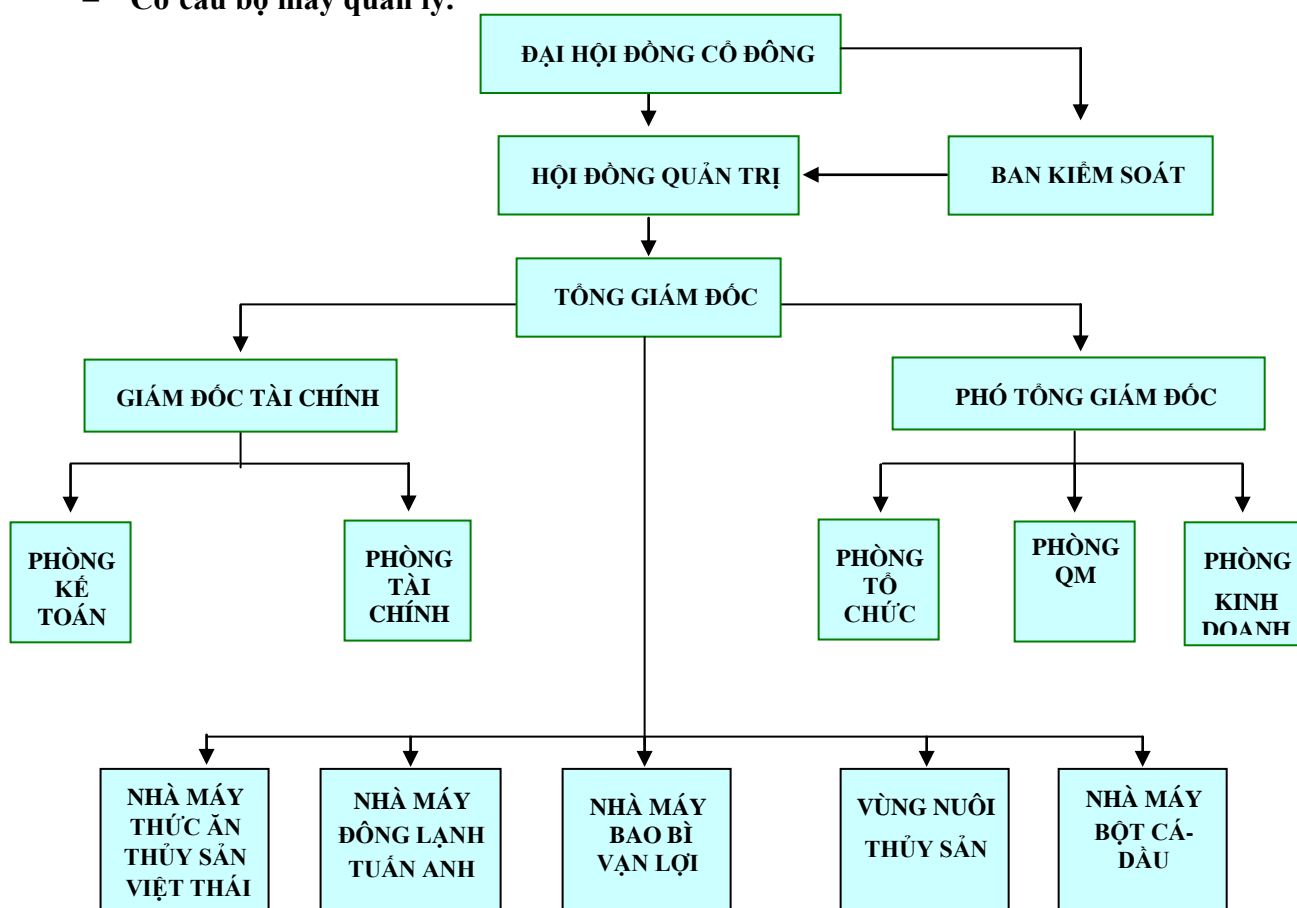 – Cơ cấu bộ máy quản lý.
ĐẠI HỘI ĐỒNG CỔ ĐÔNG
HỘI ĐỒNG QUẢN TRỊ
BAN KIỂM SOÁT
TỔNG GIÁM ĐỐC
GIÁM ĐỐC TÀI CHÍNH
PHÓ TỔNG GIÁM ĐỐC
PHÒNG
KẾ
TOÁN
PHÒNG
TÀI
CHÍNH
PHÒNG
TỔ
CHỨC
PHÒNG
QM
PHÒNG
KINH
DOANH
NHÀ MÁY
THỨC ĂN
THỦY SẢN
VIỆT THÁI
NHÀ MÁY
ĐÔNG LẠNH
TUẤN ANH
NHÀ MÁY
BAO BÌ
VẠN LỢI
VÙNG NUÔI
THỦY SẢN
NHÀ MÁY
BỘT CÁ-
DẦU